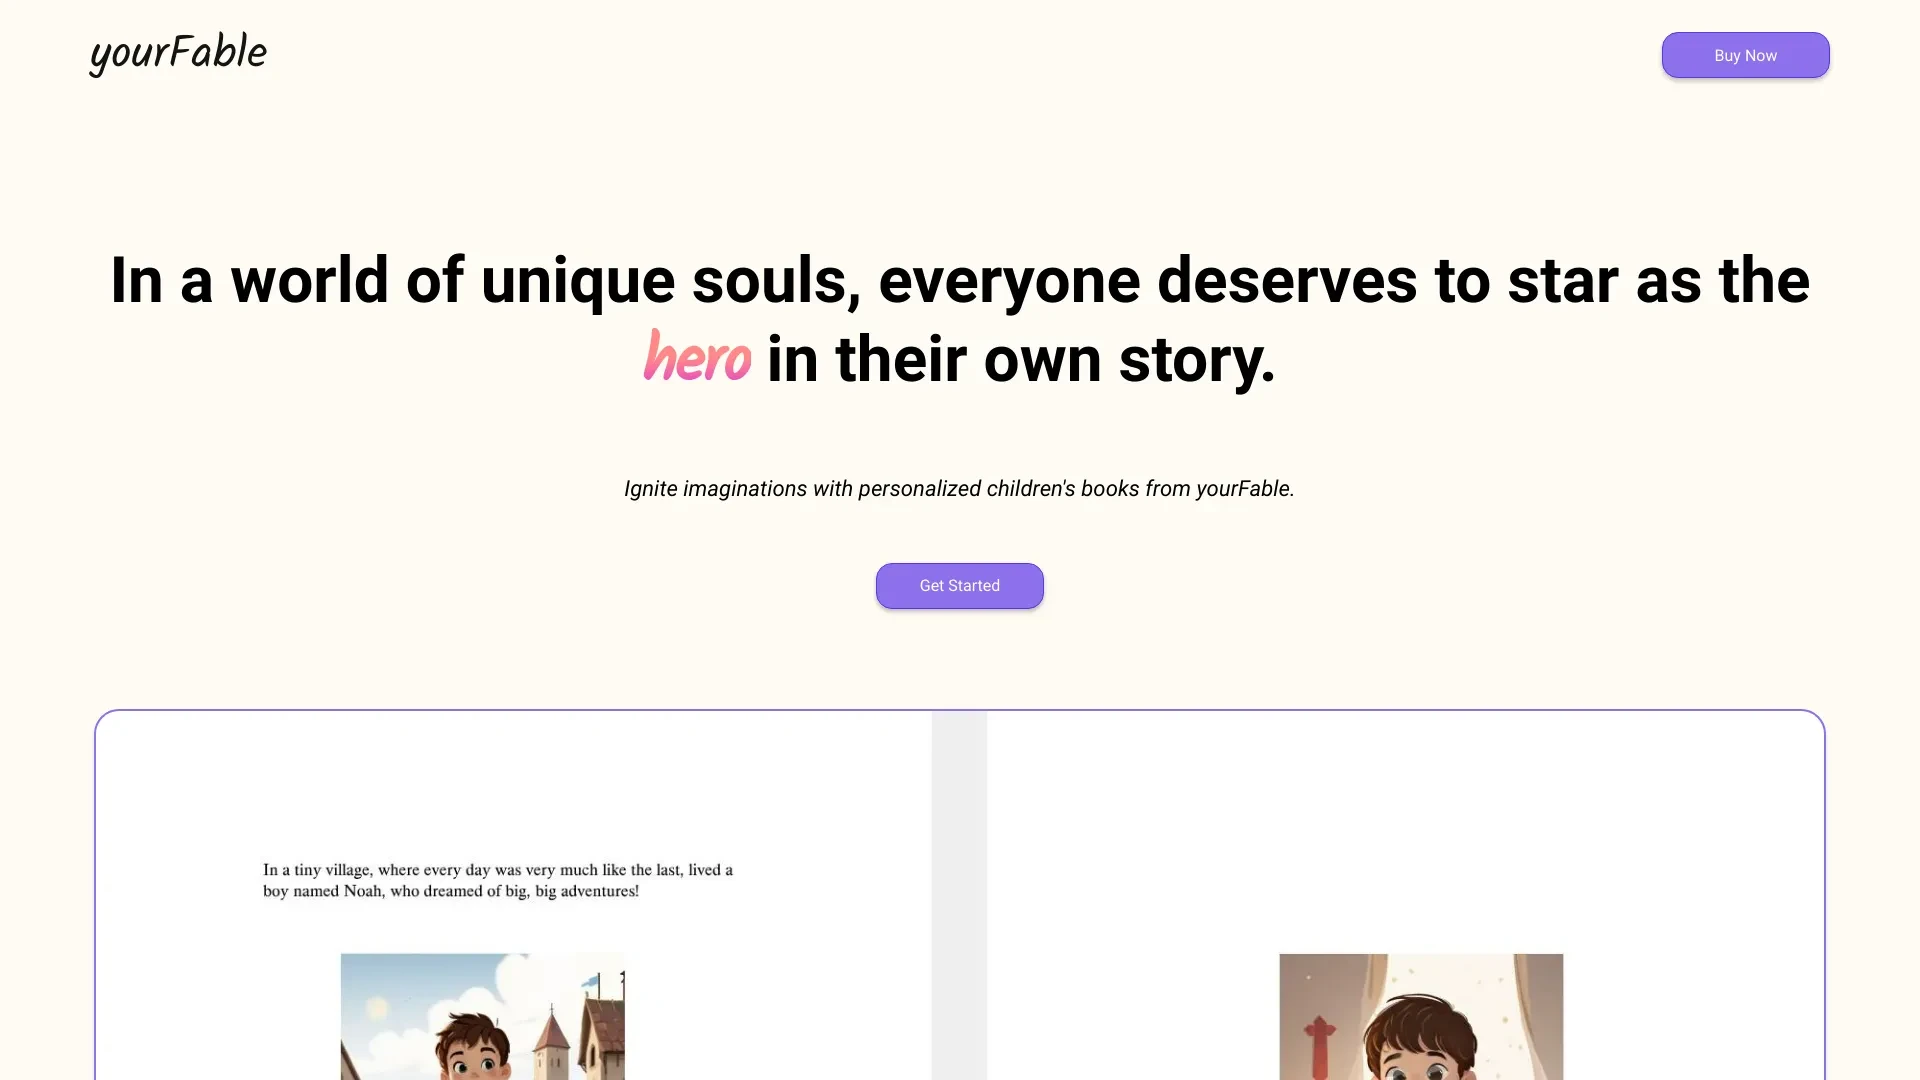 yourFable
Buy Now
In a world of unique souls, everyone deserves to star as the
hero in their own story.
Ignite imaginations with personalized children's books from yourFable.
Get Started
In a tiny village, where every day was very much like the last, lived a
boy named Noah, who dreamed of big, big adventures!